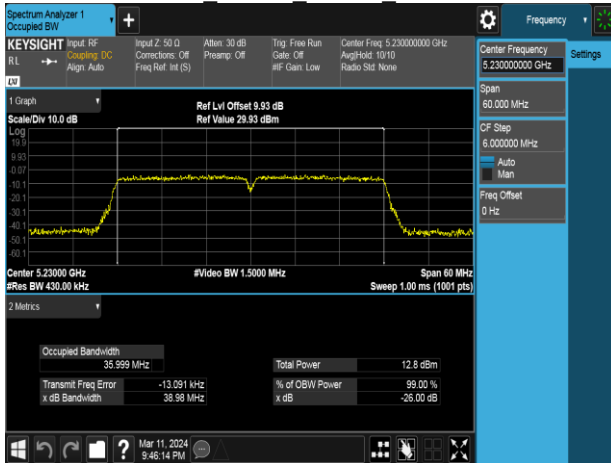 Spectrum Analyzer 1
Occupied BW
Frequency
KEYSIGHT
Input: RF
Coupling: DC
Align: Auto
Input Z: 50 Ω
Corrections: Off
Freq Ref: Int (S)
Atten: 30 dB
Preamp: Off
Trig: Free Run
Gate: Off
#IF Gain: Low
Center Freq: 5.230000000 GHz
Avg|Hold: 10/10
Radio Std: None
RL
LXI
Center Frequency
5.230000000 GHz
Settings
Span
60.000 MHz
CF Step
6.000000 MHz
Auto
Man
Freq Offset
0 Hz
1 Graph
Scale/Div 10.0 dB
Ref Lvl Offset 9.93 dB
Ref Value 29.93 dBm
Log
19.9
9.93
-0.07
-10.1
-20.1
-30.1
-40.1
-50.1
-60.1
Center 5.23000 GHz
#Video BW 1.5000 MHz
Span 60 MHz
#Res BW 430.00 kHz
Sweep 1.00 ms (1001 pts)
2 Metrics
Occupied Bandwidth
35.999 MHz
Total Power 12.8 dBm
Transmit Freq Error -13.091 kHz
% of OBW Power 99.00 %
x dB Bandwidth 38.98 MHz
x dB -26.00 dB
?
Mar 11, 2024
9:46:14 PM